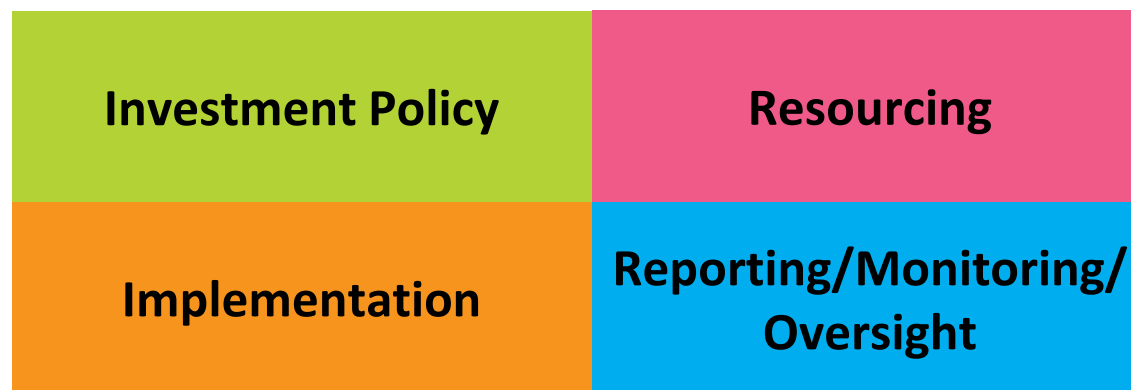 Investment Policy
Resourcing
Implementation
Reporting/Monitoring/
Oversight